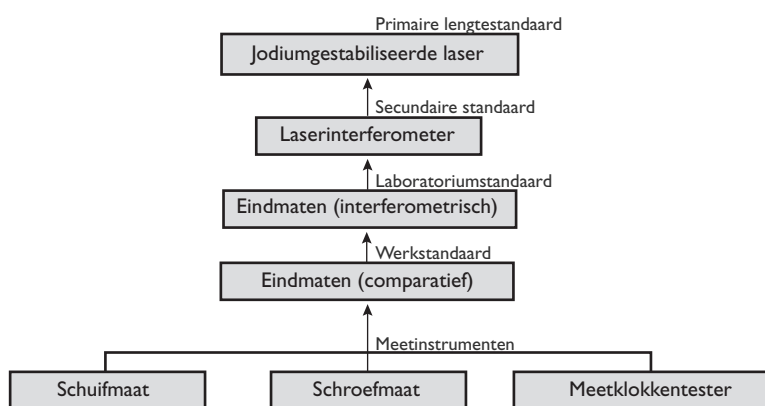 Primaire lengtestandaard
Jodiumgestabiliseerde laser
Secundaire standaard
Laserinterferometer
Laboratoriumstandaard
Eindmaten (interferometrisch)
Werkstandaard
Eindmaten (comparatief)
Meetinstrumenten
Schuifmaat Schroefmaat Meetklokkentester